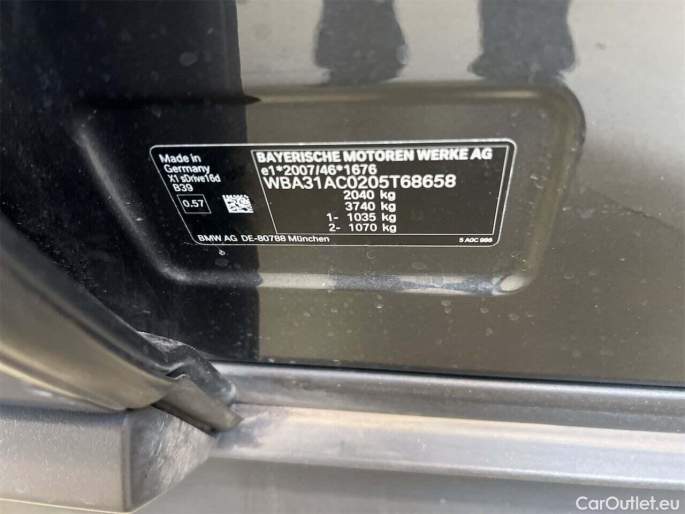 Made in
Germany
X1 sDrive16d
B39
0.57
BAYERISCHE MOTOREN WERKE AG
e1*2007/46*1676
WBA31AC0205T68658
2040 kg
3740 kg
1- 1035 kg
2- 1070 kg
BMW AG DE-80788 München
5 A0C 986
CarOutlet.eu